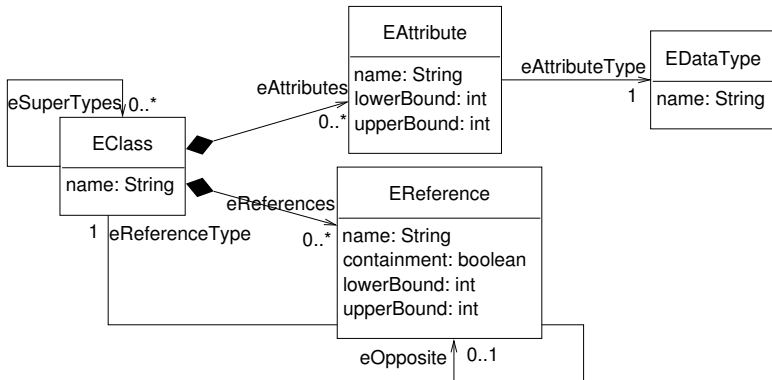 EAttribute
name: String
lowerBound: int
upperBound: int
eAttributeType
1
EDataType
name: String
eSuperTypes
0..*
EClass
name: String
eAttributes
0..*
eReferences
0..*
EReference
name: String
containment: boolean
lowerBound: int
upperBound: int
1
eReferenceType
eOpposite
0..1